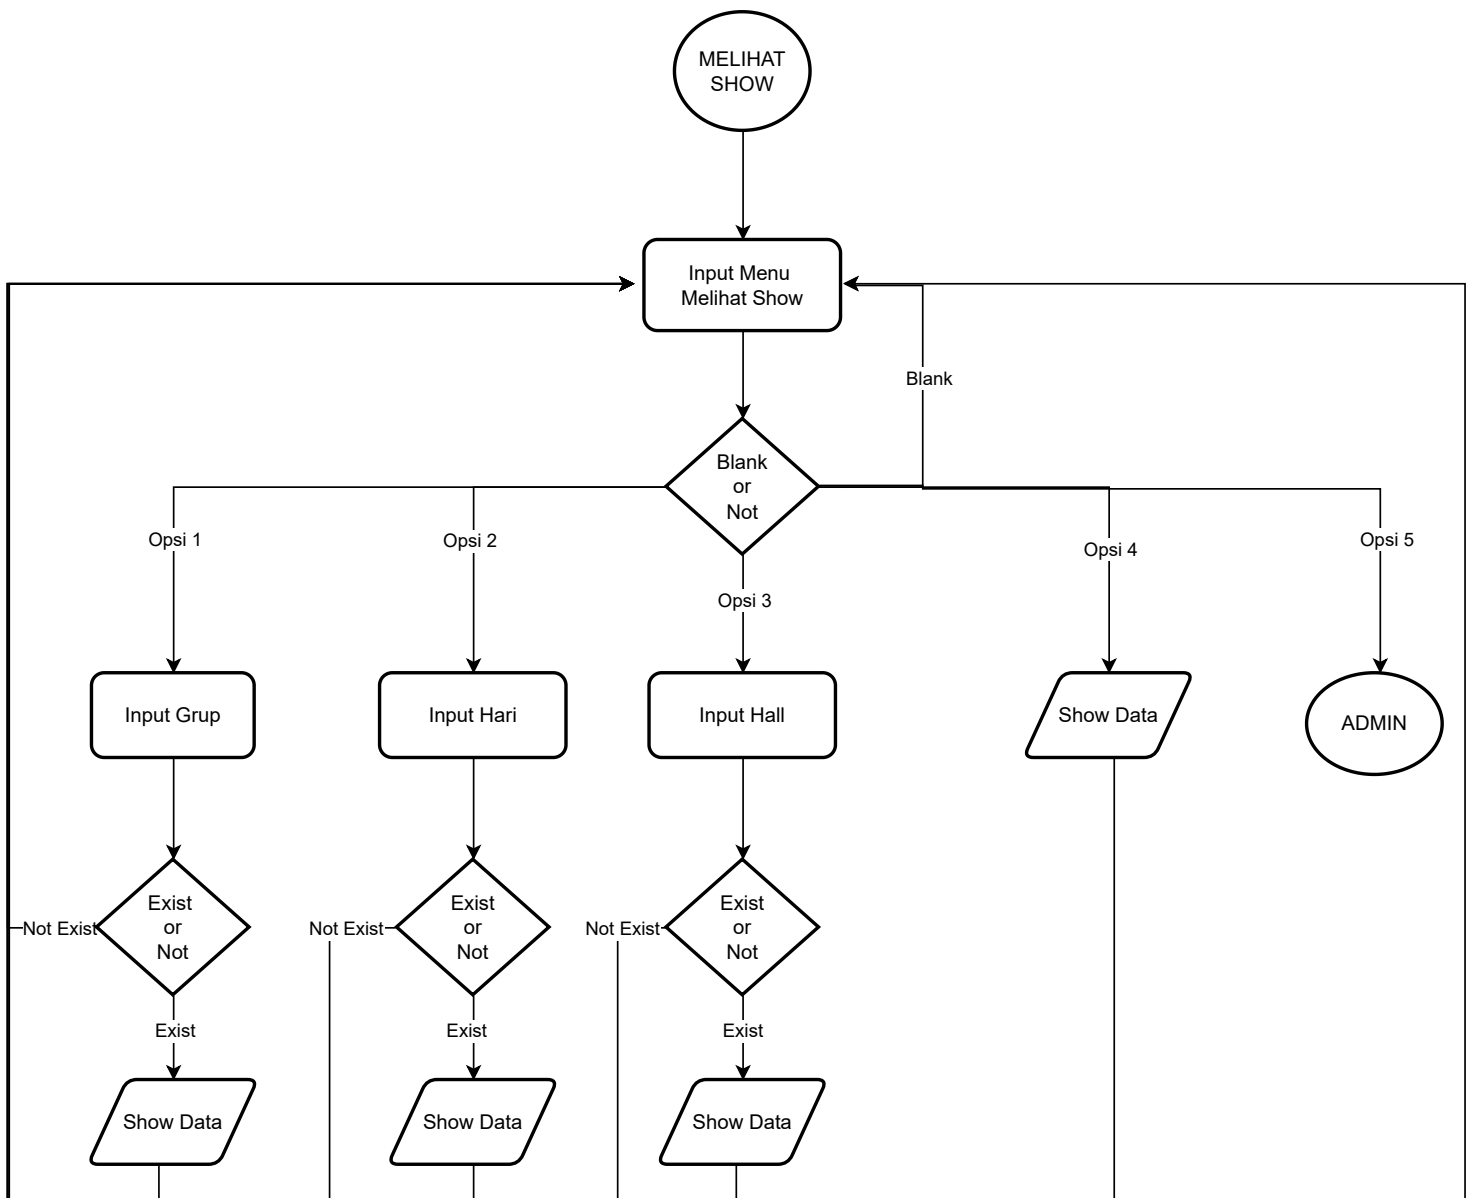 MELIHAT
SHOW
Input Menu
Melihat Show
Blank
Blank
or
Not
Opsi 1
Opsi 2
Opsi 3
Opsi 4
Opsi 5
Input Grup
Input Hari
Input Hall
Show Data
ADMIN
Not Exist
Exist
or
Not
Not Exist
Exist
or
Not
Not Exist
Exist
or
Not
Exist
Exist
Exist
Show Data
Show Data
Show Data